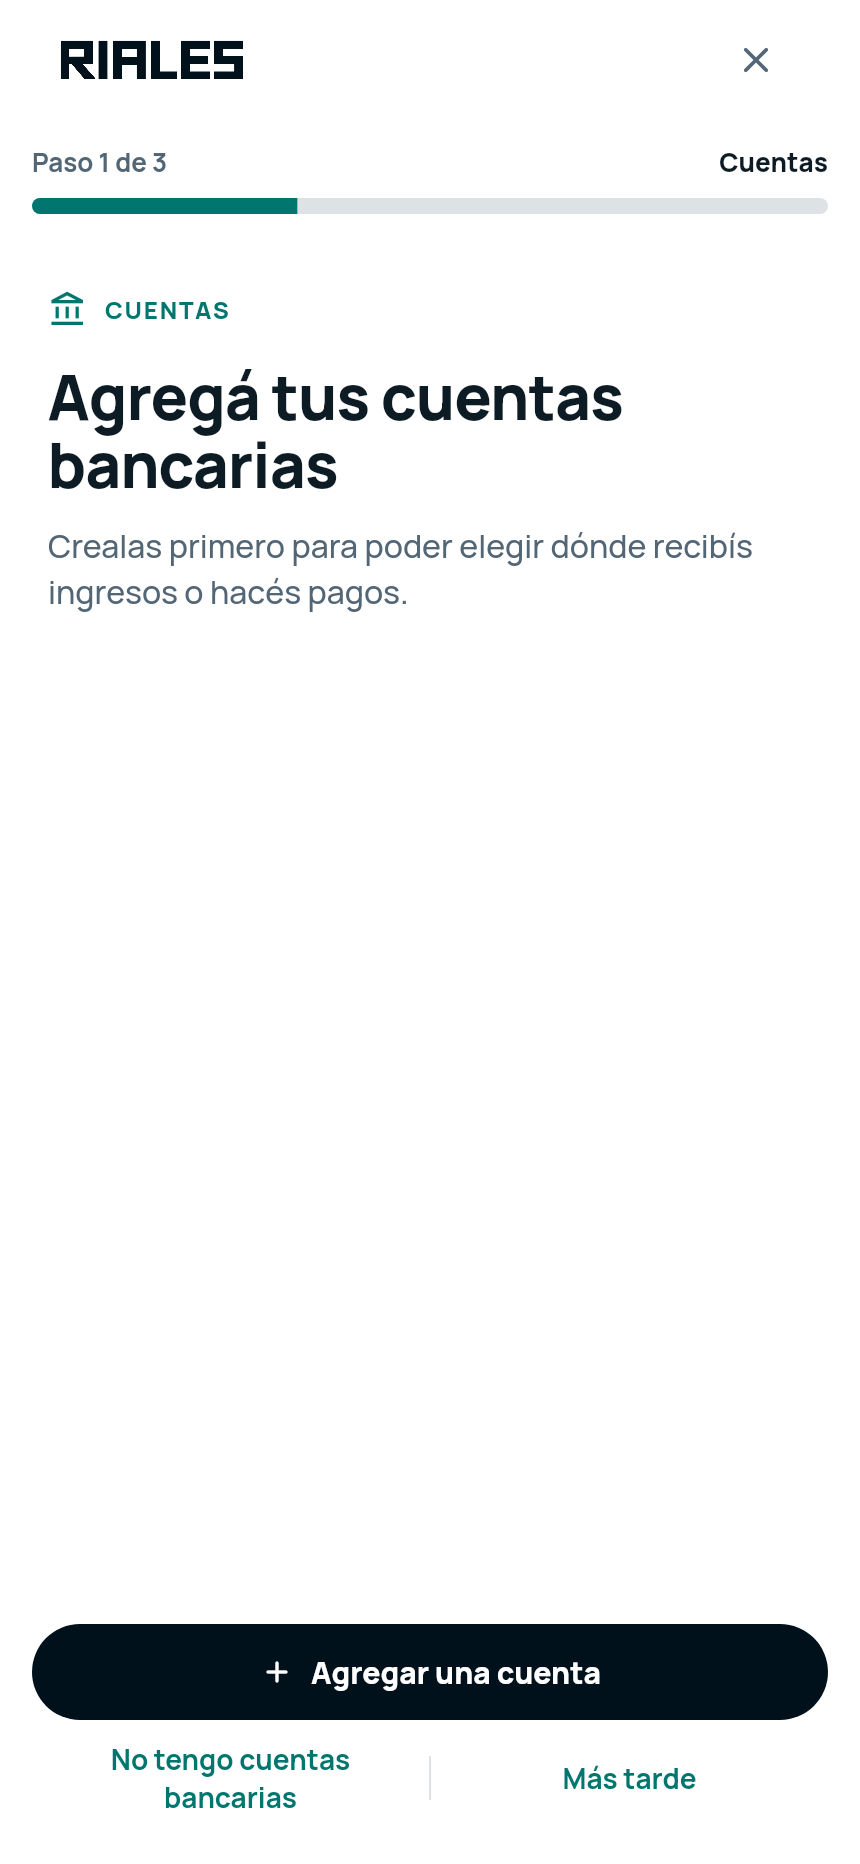 RIALES
Paso 1 de 3
Cuentas
CUENTAS
Agregá tus cuentas
bancarias
Crealas primero para poder elegir dónde recibís
ingresos o hacés pagos.
Agregar una cuenta
No tengo cuentas
bancarias
Más tarde